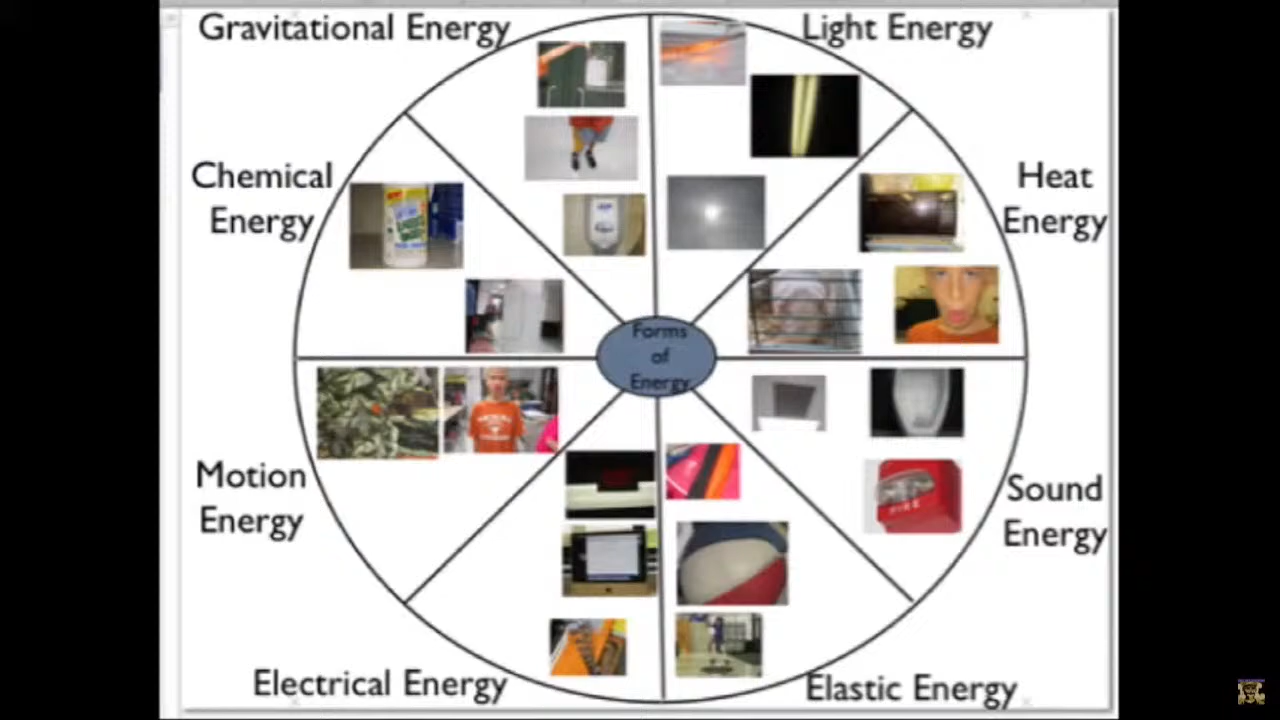 Gravitational Energy
Light Energy
Chemical
Energy
Heat
Energy
Forms
of
Energy
Motion
Energy
Sound
Energy
FIRE
Electrical Energy
Elastic Energy